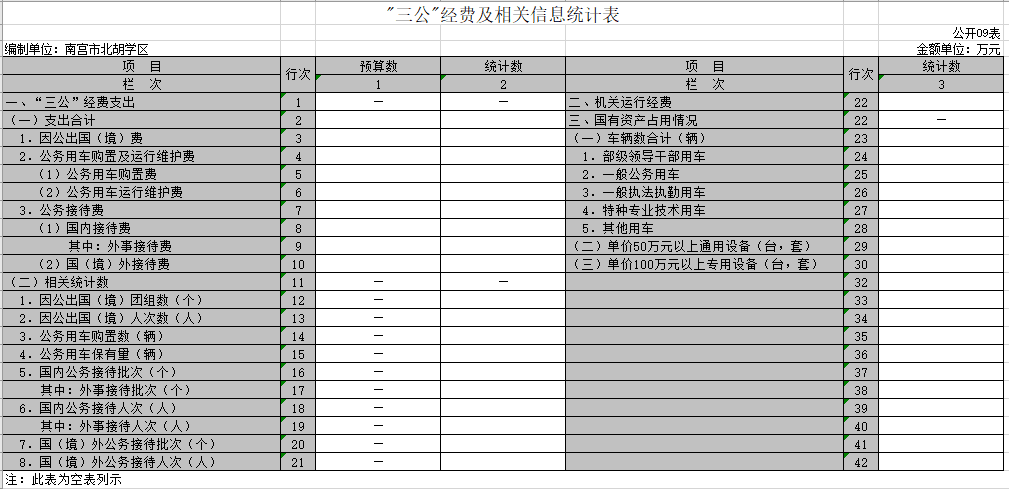 "三公"经费及相关信息统计表
公开09表
编制单位：南宫市北胡学区 金额单位：万元
项 目 行次 预算数 统计数 项 目 行次 统计数
栏 次 1 2 栏 次 3
一、“三公”经费支出 1 — — 二、机关运行经费 22
（一）支出合计 2 三、国有资产占用情况 22 —
1．因公出国（境）费 3 （一）车辆数合计（辆） 23
2．公务用车购置及运行维护费 4 1．部级领导干部用车 24
（1）公务用车购置费 5 2．一般公务用车 25
（2）公务用车运行维护费 6 3．一般执法执勤用车 26
3．公务接待费 7 4．特种专业技术用车 27
（1）国内接待费 8 5．其他用车 28
其中：外事接待费 9 （二）单价50万元以上通用设备（台，套） 29
（2）国（境）外接待费 10 （三）单价100万元以上专用设备（台，套） 30
（二）相关统计数 11 — — 32
1．因公出国（境）团组数（个） 12 — 33
2．因公出国（境）人次数（人） 13 — 34
3．公务用车购置数（辆） 14 — 35
4．公务用车保有量（辆） 15 — 36
5．国内公务接待批次（个） 16 — 37
其中：外事接待批次（个） 17 — 38
6．国内公务接待人次（人） 18 — 39
其中：外事接待人次（人） 19 — 40
7．国（境）外公务接待批次（个） 20 — 41
8．国（境）外公务接待人次（人） 21 — 42
注：此表为空表列示